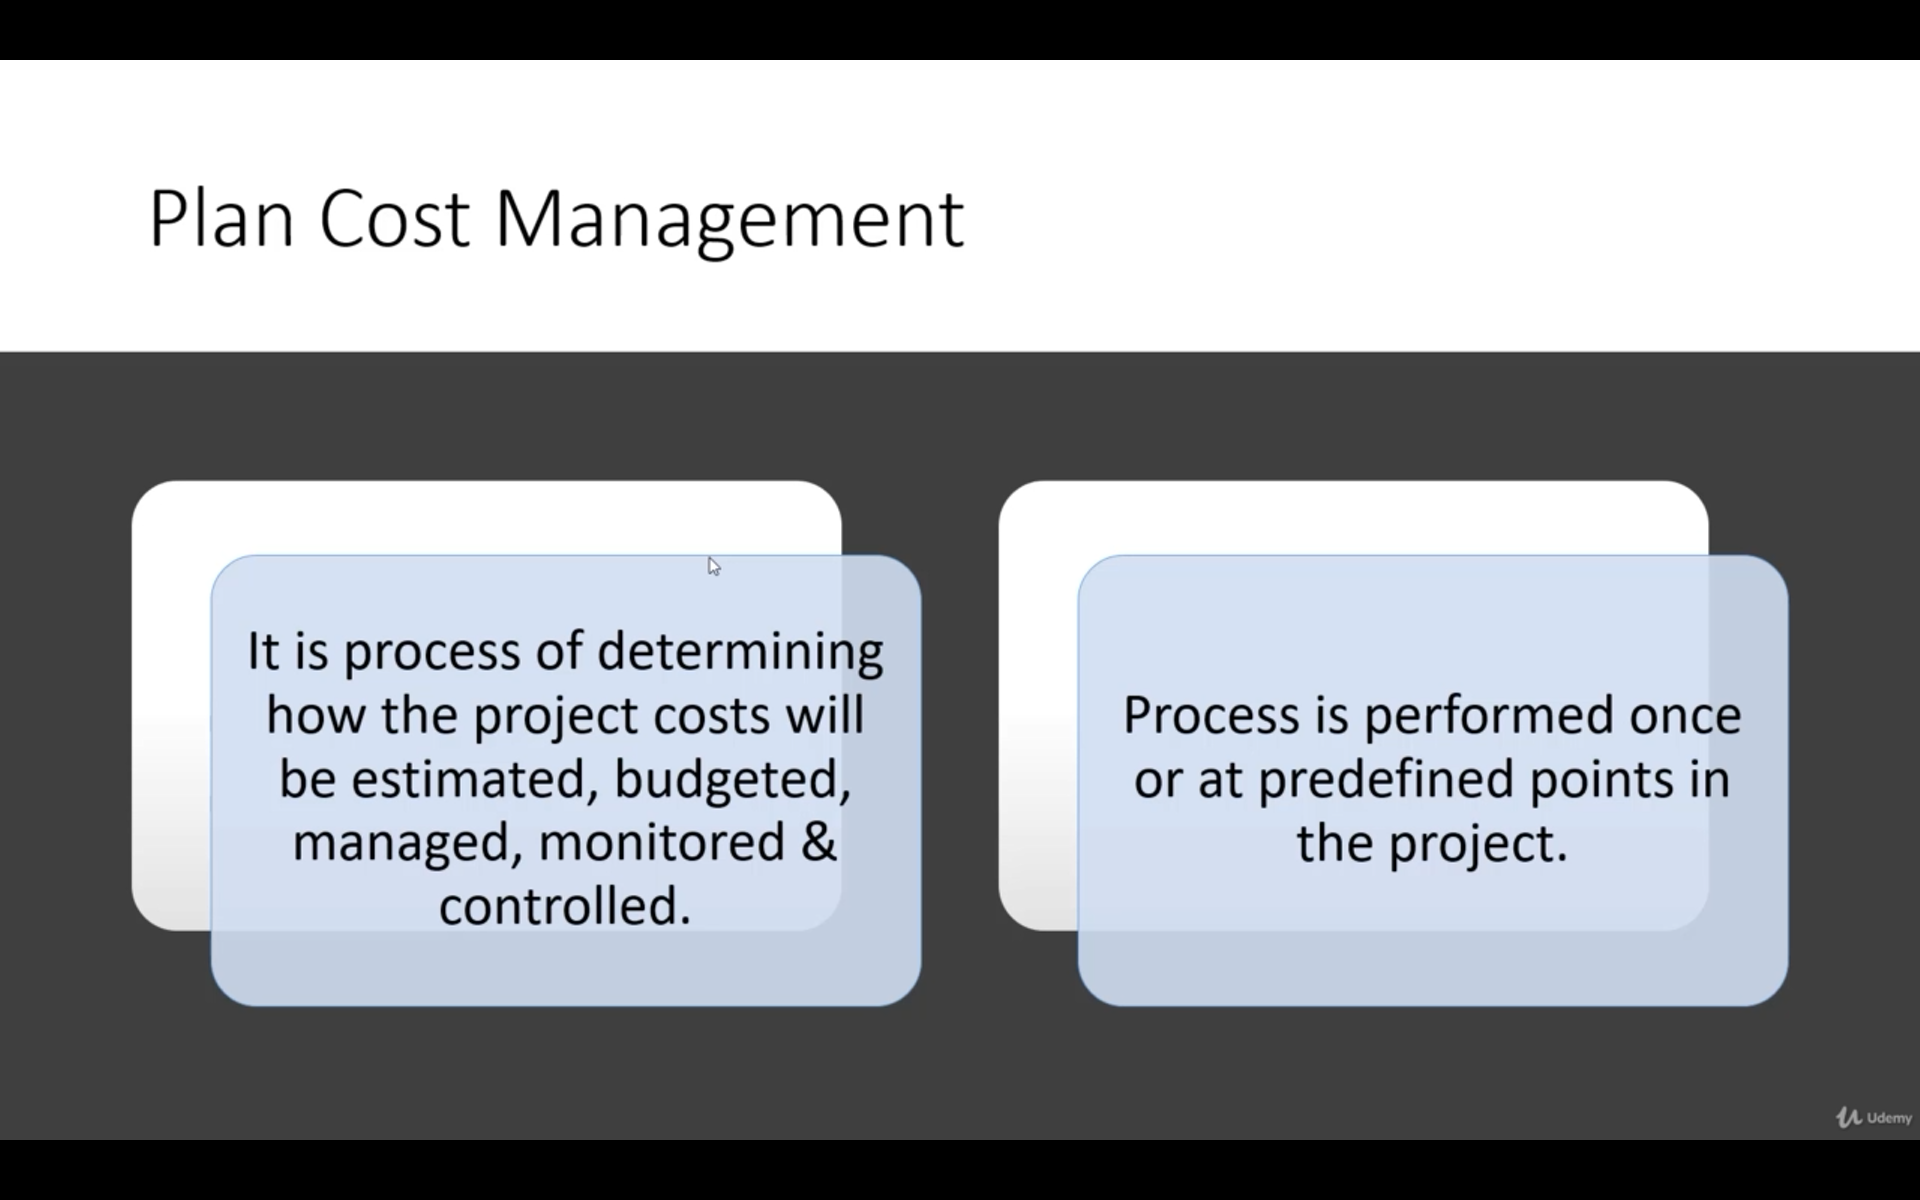 Plan Cost Management
It is process of determining
how the project costs will
be estimated, budgeted,
managed, monitored &
controlled.
Process is performed once
or at predefined points in
the project.
Udemy